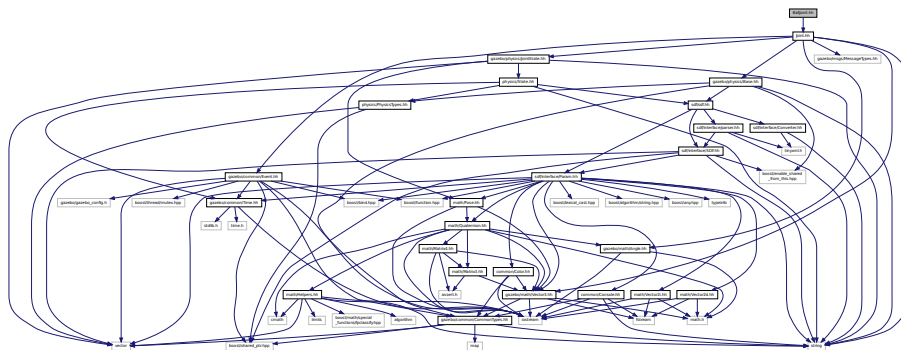 BallJoint.hh
Joint.hh
gazebo/physics/JointState.hh
gazebo/msgs/MessageTypes.hh
physics/State.hh
gazebo/physics/Base.hh
physics/PhysicsTypes.hh
sdf/sdf.hh
sdf/interface/parser.hh
sdf/interface/Converter.hh
sdf/interface/SDF.hh
tinyxml.h
gazebo/common/Event.hh
sdf/interface/Param.hh
boost/enable_shared
_from_this.hpp
gazebo/gazebo_config.h
boost/thread/mutex.hpp
gazebo/common/Time.hh
boost/bind.hpp
boost/function.hpp
math/Pose.hh
boost/lexical_cast.hpp
boost/algorithm/string.hpp
boost/any.hpp
typeinfo
stdlib.h
time.h
math/Quaternion.hh
math/Matrix4.hh
gazebo/math/Angle.hh
math/Matrix3.hh
common/Color.hh
math/Helpers.hh
assert.h
gazebo/math/Vector3.hh
common/Console.hh
math/Vector2i.hh
math/Vector2d.hh
cmath
limits
boost/math/special
_functions/fpclassify.hpp
algorithm
gazebo/common/CommonTypes.hh
iostream
fstream
math.h
vector
boost/shared_ptr.hpp
map
string